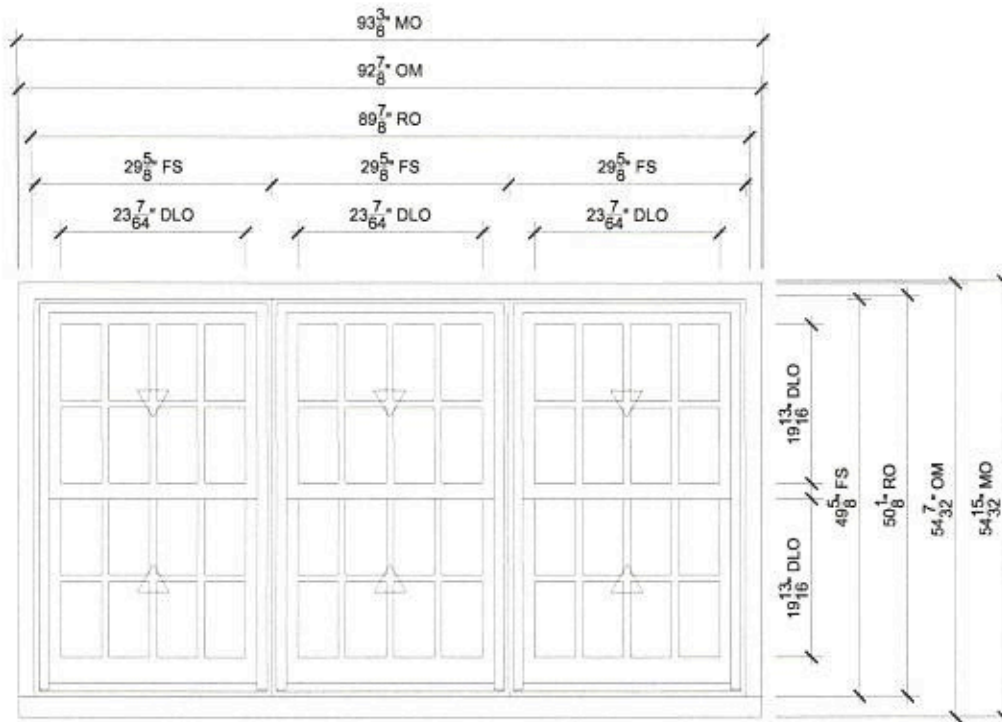 93 3/8" MO
92 7/8" OM
89 7/8" RO
29 5/8" FS 29 5/8" FS 29 5/8" FS
23 7/64" DLO 23 7/64" DLO 23 7/64" DLO
19 13/16" DLO
19 13/16" DLO
49 5/8" FS
50 1/8" RO
54 7/32" OM
54 15/32" MO